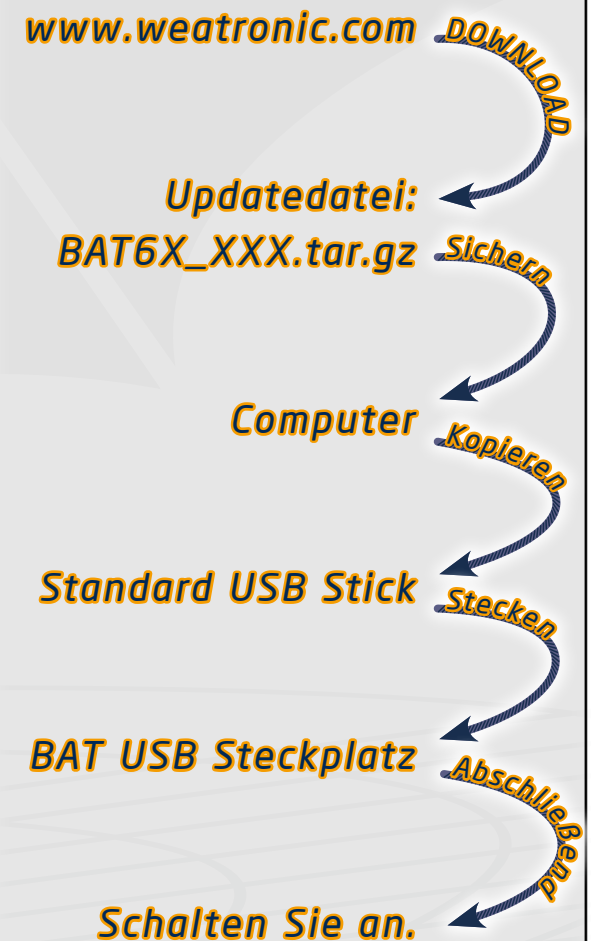 www.weatronic.com
DOWNLOAD
Updatedatei:
BAT6X_XXX.tar.gz
Sichern
Computer
Kopieren
Standard USB Stick
Stecken
BAT USB Steckplatz
Abschließend
Schalten Sie an.